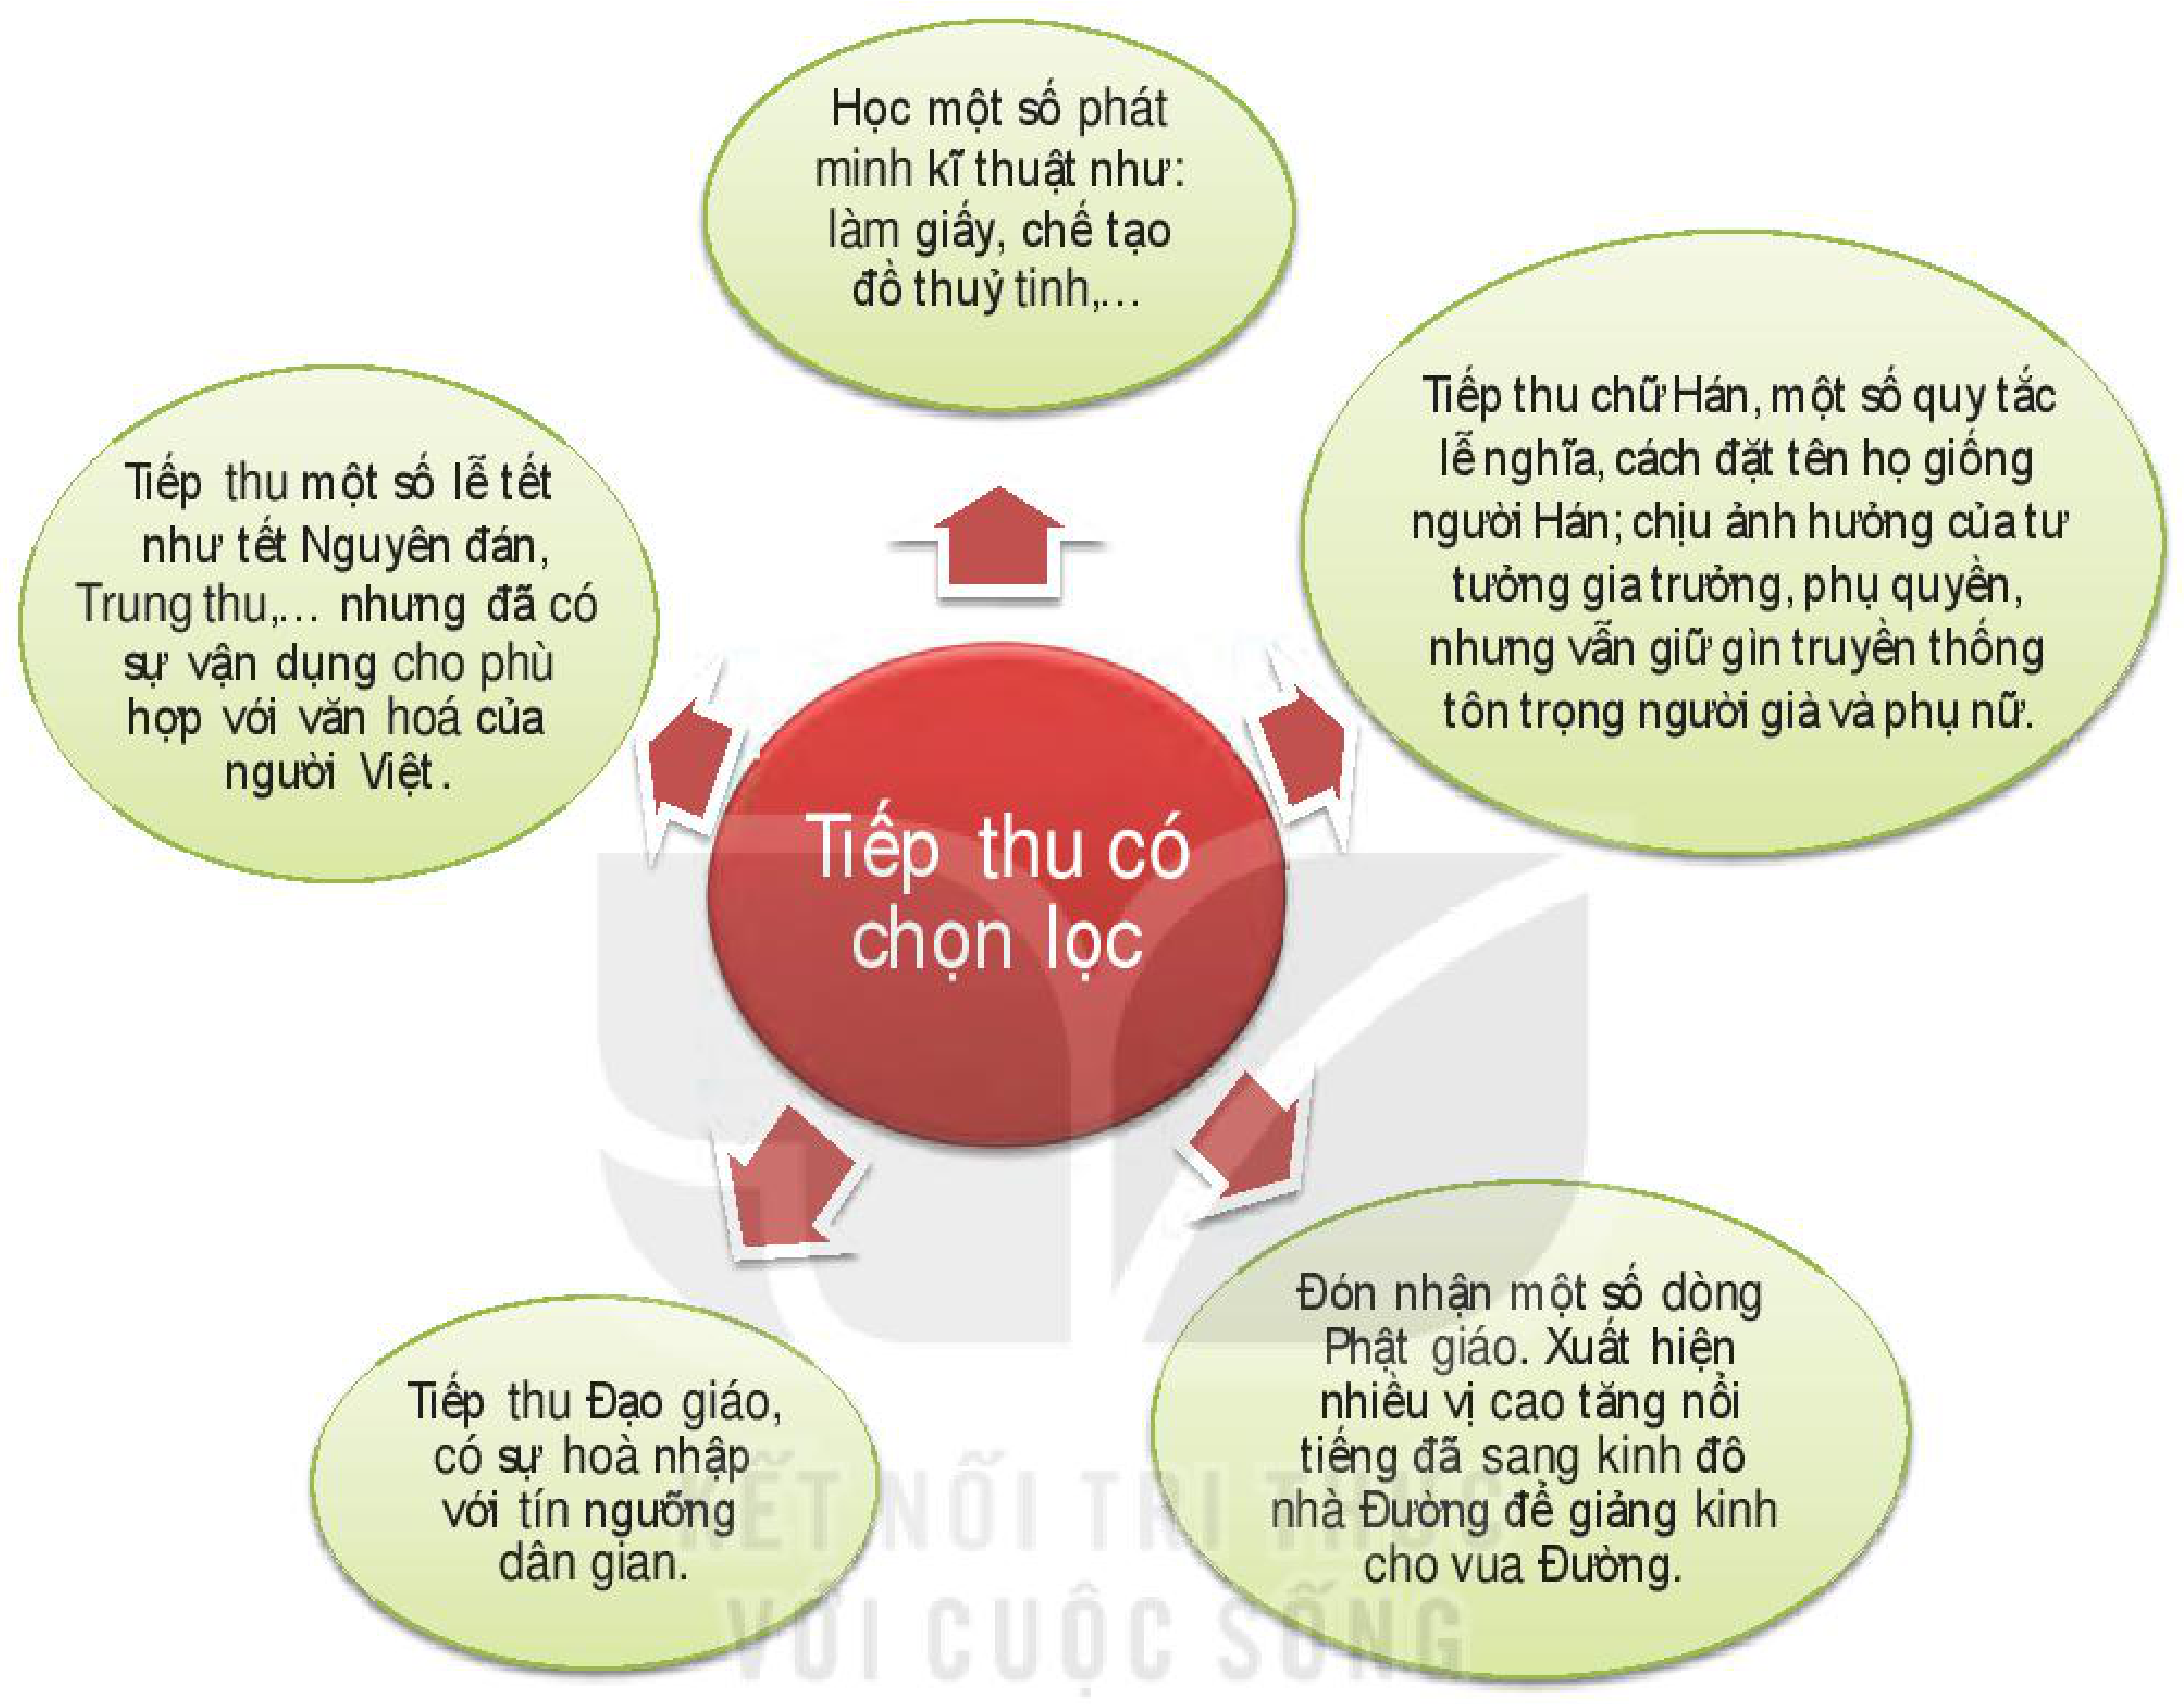 Học một số phát
minh kĩ thuật như:
làm giấy, chế tạo
đồ thuỷ tinh,...
Tiếp thu chữ Hán, một số quy tắc
lễ nghĩa, cách đặt tên họ giống
người Hán; chịu ảnh hưởng của tư
tưởng gia trưởng, phụ quyền,
nhưng vẫn giữ gìn truyền thống
tôn trọng người già và phụ nữ.
Tiếp thu một số lễ tết
như tết Nguyên đán,
Trung thu,... nhưng đã có
sự vận dụng cho phù
hợp với văn hoá của
người Việt.
Tiếp thu có
chọn lọc
Đón nhận một số dòng
Phật giáo. Xuất hiện
nhiều vị cao tăng nổi
tiếng đã sang kinh đô
nhà Đường để giảng kinh
cho vua Đường.
Tiếp thu Đạo giáo,
có sự hoà nhập
với tín ngưỡng
dân gian.
KẾT NỐI TRI THỨC
VỚI CUỘC SỐNG